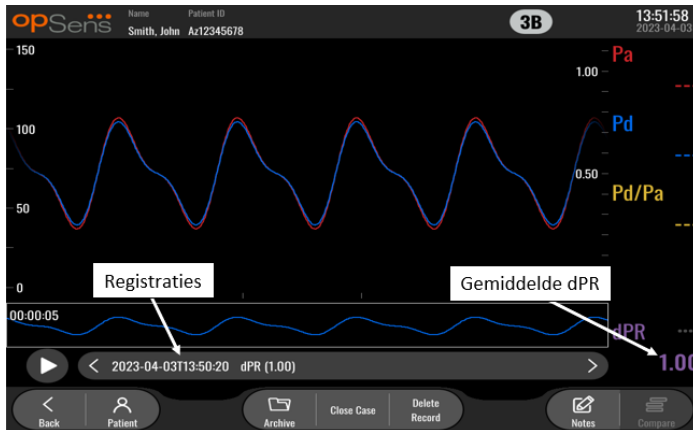 opSens
Name Patient ID
Smith, John Az12345678
3B
13:51:58
2023-04-03
150
100
50
0
1.00
0.50
Pa
--
Pd
--
Pd/Pa
---
Registraties
Gemiddelde dPR
00:00:05
dPR
---
1.00
2023-04-03T13:50:20 dPR (1.00)
Back
Patient
Archive
Close Case
Delete
Record
Notes
Compare